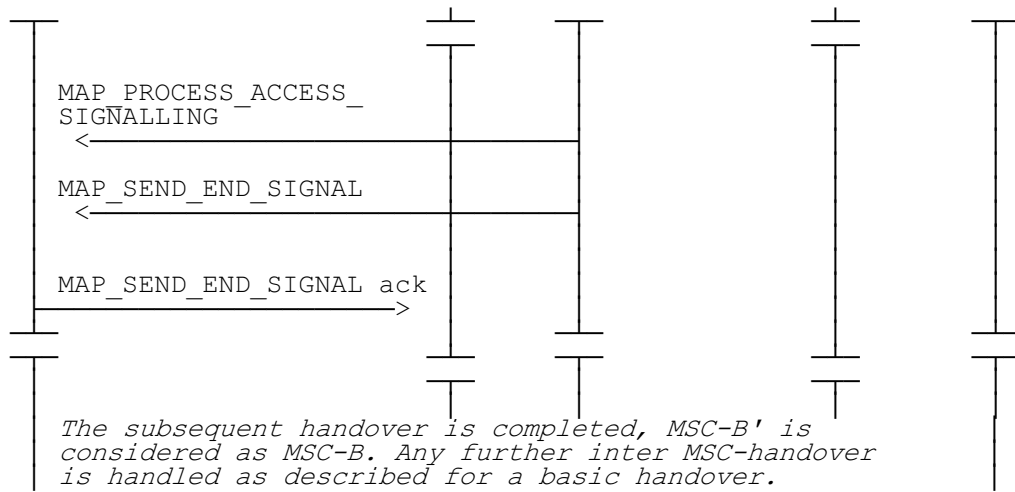 MAP_PROCESS_ACCESS_
SIGNALLING
MAP_SEND_END_SIGNAL
MAP_SEND_END_SIGNAL ack
The subsequent handover is completed, MSC-B' is
considered as MSC-B. Any further inter MSC-handover
is handled as described for a basic handover.